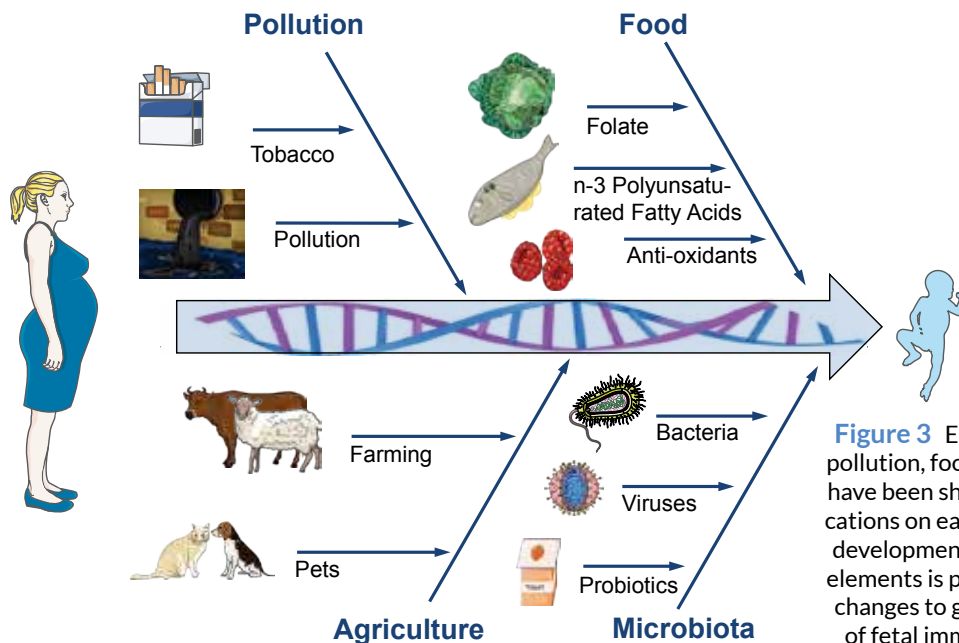 Pollution
Food
Tobacco
Pollution
Folate
n-3 Polyunsatu-
rated Fatty Acids
Anti-oxidants
Farming
Pets
Bacteria
Viruses
Probiotics
Agriculture
Microbiota
Figure 3 E
pollution, foo
have been sh
cations on ea
development
elements is p
changes to g
of fetal imm